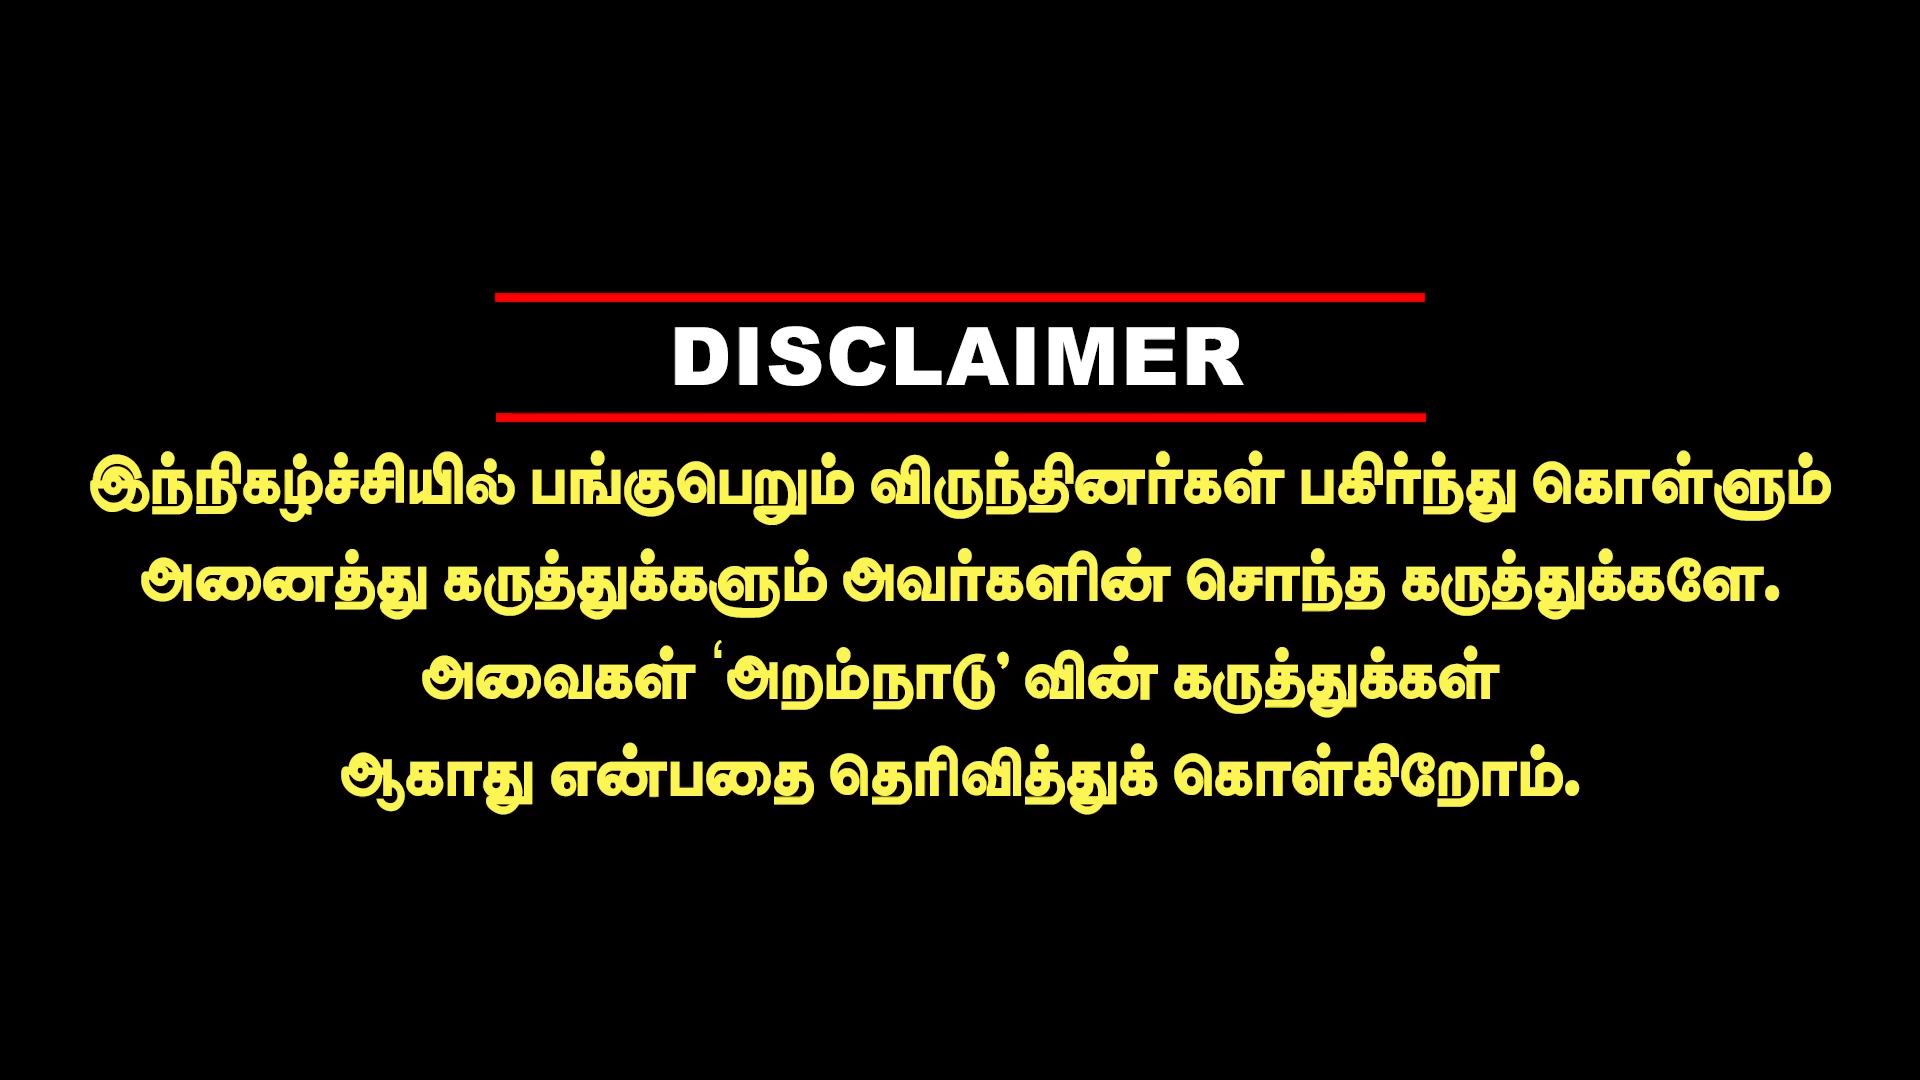 DISCLAIMER
இந்நிகழ்ச்சியில் பங்குபெறும் விருந்தினர்கள் பகிர்ந்து கொள்ளும்
அனைத்து கருத்துக்களும் அவர்களின் சொந்த கருத்துக்களே.
அவைகள் ‘அறம்நாடு’ வின் கருத்துக்கள்
ஆகாது என்பதை தெரிவித்துக் கொள்கிறோம்.